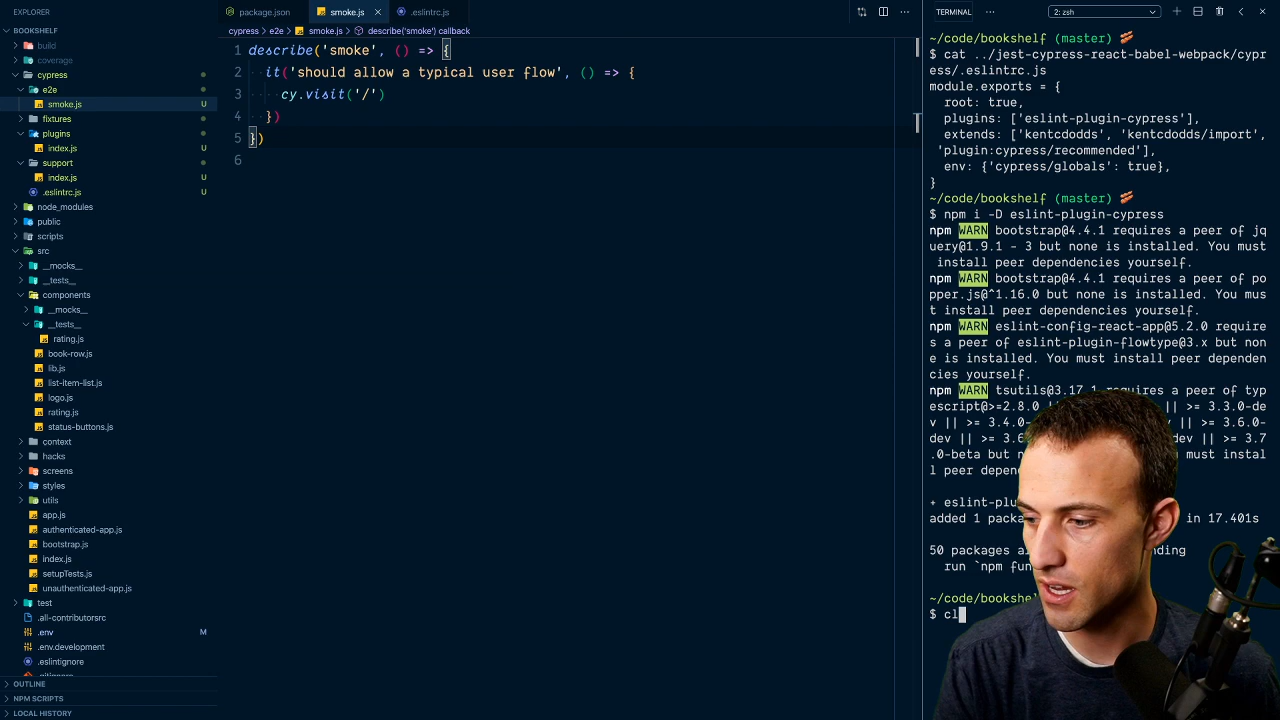 EXPLORER
BOOKSHELF
build
coverage
cypress
e2e
smoke.js U
fixtures
plugins
index.js U
support
index.js U
.eslintrc.js U
node_modules
public
scripts
src
__mocks__
__tests__
components
__mocks__
__tests__
rating.js
book-row.js
lib.js
list-item-list.js
logo.js
rating.js
status-buttons.js
context
hacks
screens
styles
utils
app.js
authenticated-app.js
bootstrap.js
index.js
setupTests.js
unauthenticated-app.js
test
.all-contributorsrc
.env M
.env.development
.eslintignore
.gitignore
OUTLINE
NPM SCRIPTS
LOCAL HISTORY
package.json smoke.js .eslintrc.js
cypress > e2e > smoke.js > describe('smoke') callback
1 describe('smoke', () => {
2 it('should allow a typical user flow', () => {
3 cy.visit('/')
4 })
5 })
6
TERMINAL 2: zsh
~/code/bookshelf (master)
$ cat ../jest-cypress-react-babel-webpack/cypr
ess/.eslintrc.js
module.exports = {
root: true,
plugins: ['eslint-plugin-cypress'],
extends: ['kentcdodds', 'kentcdodds/import',
'plugin:cypress/recommended'],
env: {'cypress/globals': true},
}
~/code/bookshelf (master)
$ npm i -D eslint-plugin-cypress
npm WARN bootstrap@4.4.1 requires a peer of jq
uery@1.9.1 - 3 but none is installed. You must
install peer dependencies yourself.
npm WARN bootstrap@4.4.1 requires a peer of po
pper.js@^1.16.0 but none is installed. You mus
t install peer dependencies yourself.
npm WARN eslint-config-react-app@5.2.0 require
s a peer of eslint-plugin-flowtype@3.x but non
e is installed. You must install peer dependen
cies yourself.
npm WARN tsutils@3.17.1 requires a peer of typ
escript@>=2.8.0 || >= 3.3.0-de
v || >= 3.4.0- || >= 3.6.0-
dev || >= 3.6 dev || >= 3.7
.0-beta but must instal
l peer
+
added 1 in 17.401s
50 packages
run `npm
~/code/
$ cl